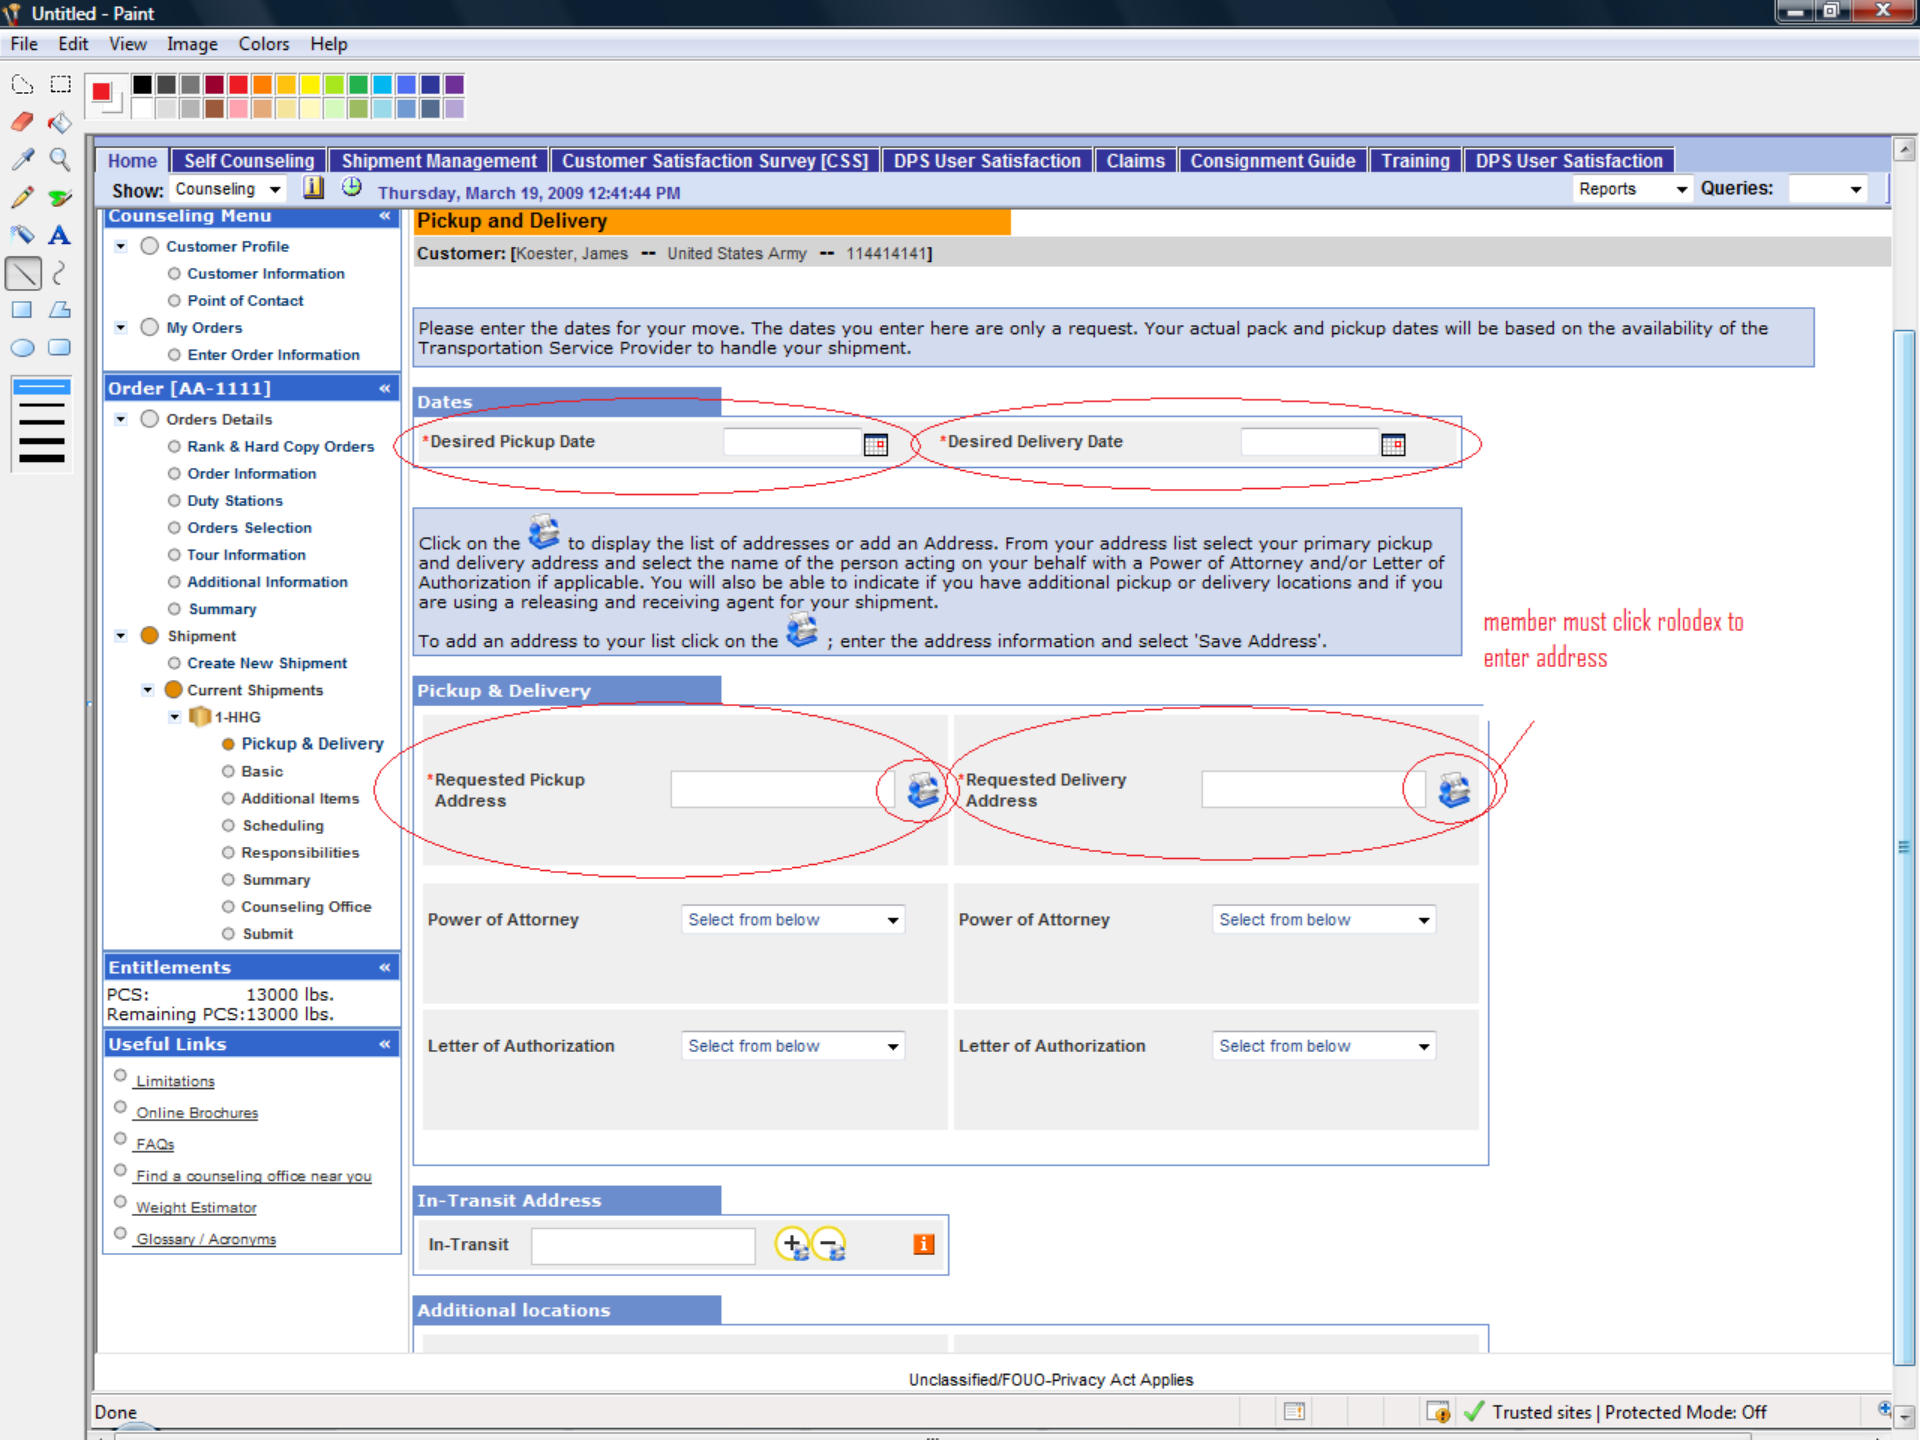 Untitled - Paint
File Edit View Image Colors Help
Home Self Counseling Shipment Management Customer Satisfaction Survey [CSS] DPS User Satisfaction Claims Consignment Guide Training DPS User Satisfaction
Show: Counseling Thursday, March 19, 2009 12:41:44 PM Reports Queries:
Counseling Menu «
Customer Profile
Customer Information
Point of Contact
My Orders
Enter Order Information
Order [AA-1111] «
Orders Details
Rank & Hard Copy Orders
Order Information
Duty Stations
Orders Selection
Tour Information
Additional Information
Summary
Shipment
Create New Shipment
Current Shipments
1-HHG
Pickup & Delivery
Basic
Additional Items
Scheduling
Responsibilities
Summary
Counseling Office
Submit
Entitlements «
PCS: 13000 lbs.
Remaining PCS:13000 lbs.
Useful Links «
Limitations
Online Brochures
FAQs
Find a counseling office near you
Weight Estimator
Glossary / Acronyms
Pickup and Delivery
Customer: [Koester, James -- United States Army -- 114414141]
Please enter the dates for your move. The dates you enter here are only a request. Your actual pack and pickup dates will be based on the availability of the
Transportation Service Provider to handle your shipment.
Dates
*Desired Pickup Date *Desired Delivery Date
Click on the to display the list of addresses or add an Address. From your address list select your primary pickup
and delivery address and select the name of the person acting on your behalf with a Power of Attorney and/or Letter of
Authorization if applicable. You will also be able to indicate if you have additional pickup or delivery locations and if you
are using a releasing and receiving agent for your shipment.
To add an address to your list click on the ; enter the address information and select 'Save Address'.
member must click rolodex to
enter address
Pickup & Delivery
*Requested Pickup
Address
*Requested Delivery
Address
Power of Attorney Select from below Power of Attorney Select from below
Letter of Authorization Select from below Letter of Authorization Select from below
In-Transit Address
In-Transit
Additional locations
Unclassified/FOUO-Privacy Act Applies
Done Trusted sites | Protected Mode: Off